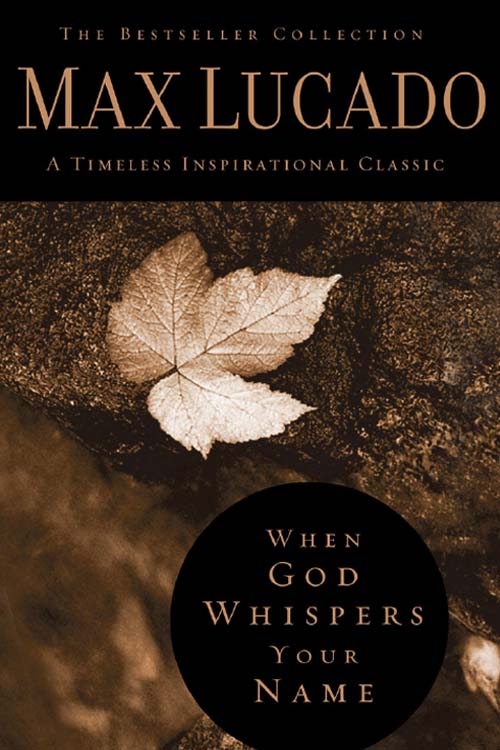 THE BESTSELLER COLLECTION
MAX LUCADO
A TIMELESS INSPIRATIONAL CLASSIC
WHEN
GOD
WHISPERS
YOUR
NAME